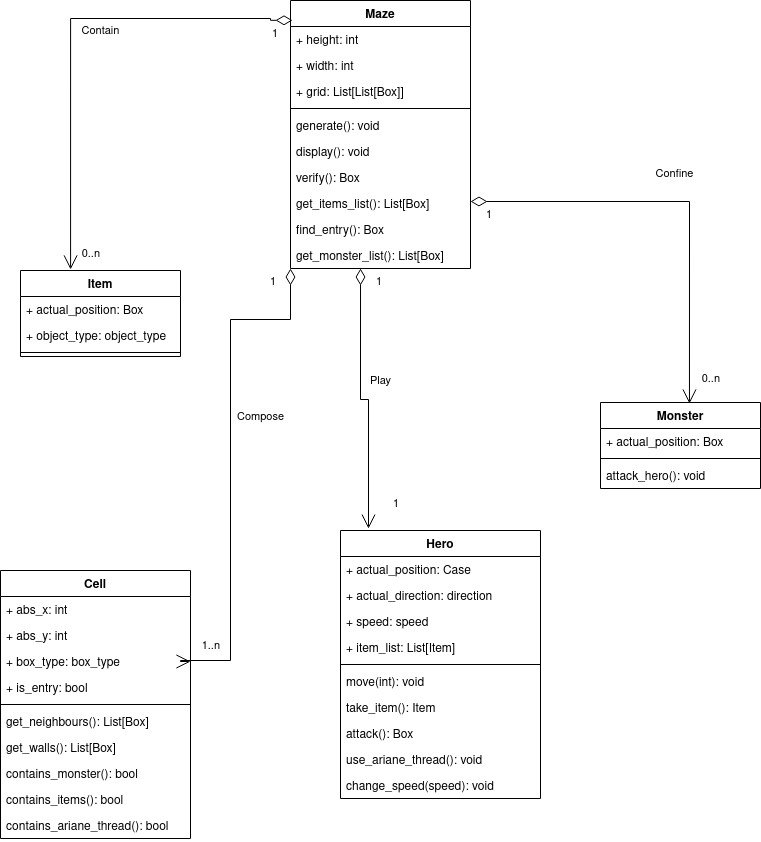 Maze
+ height: int
+ width: int
+ grid: List[List[Box]]
generate(): void
display(): void
verify(): Box
get_items_list(): List[Box]
find_entry(): Box
get_monster_list(): List[Box]
Contain
1
0..n
Item
+ actual_position: Box
+ object_type: object_type
Confine
1
0..n
Monster
+ actual_position: Box
attack_hero(): void
1
Compose
1..n
Cell
+ abs_x: int
+ abs_y: int
+ box_type: box_type
+ is_entry: bool
get_neighbours(): List[Box]
get_walls(): List[Box]
contains_monster(): bool
contains_items(): bool
contains_ariane_thread(): bool
1
Play
1
Hero
+ actual_position: Case
+ actual_direction: direction
+ speed: speed
+ item_list: List[Item]
move(int): void
take_item(): Item
attack(): Box
use_ariane_thread(): void
change_speed(speed): void